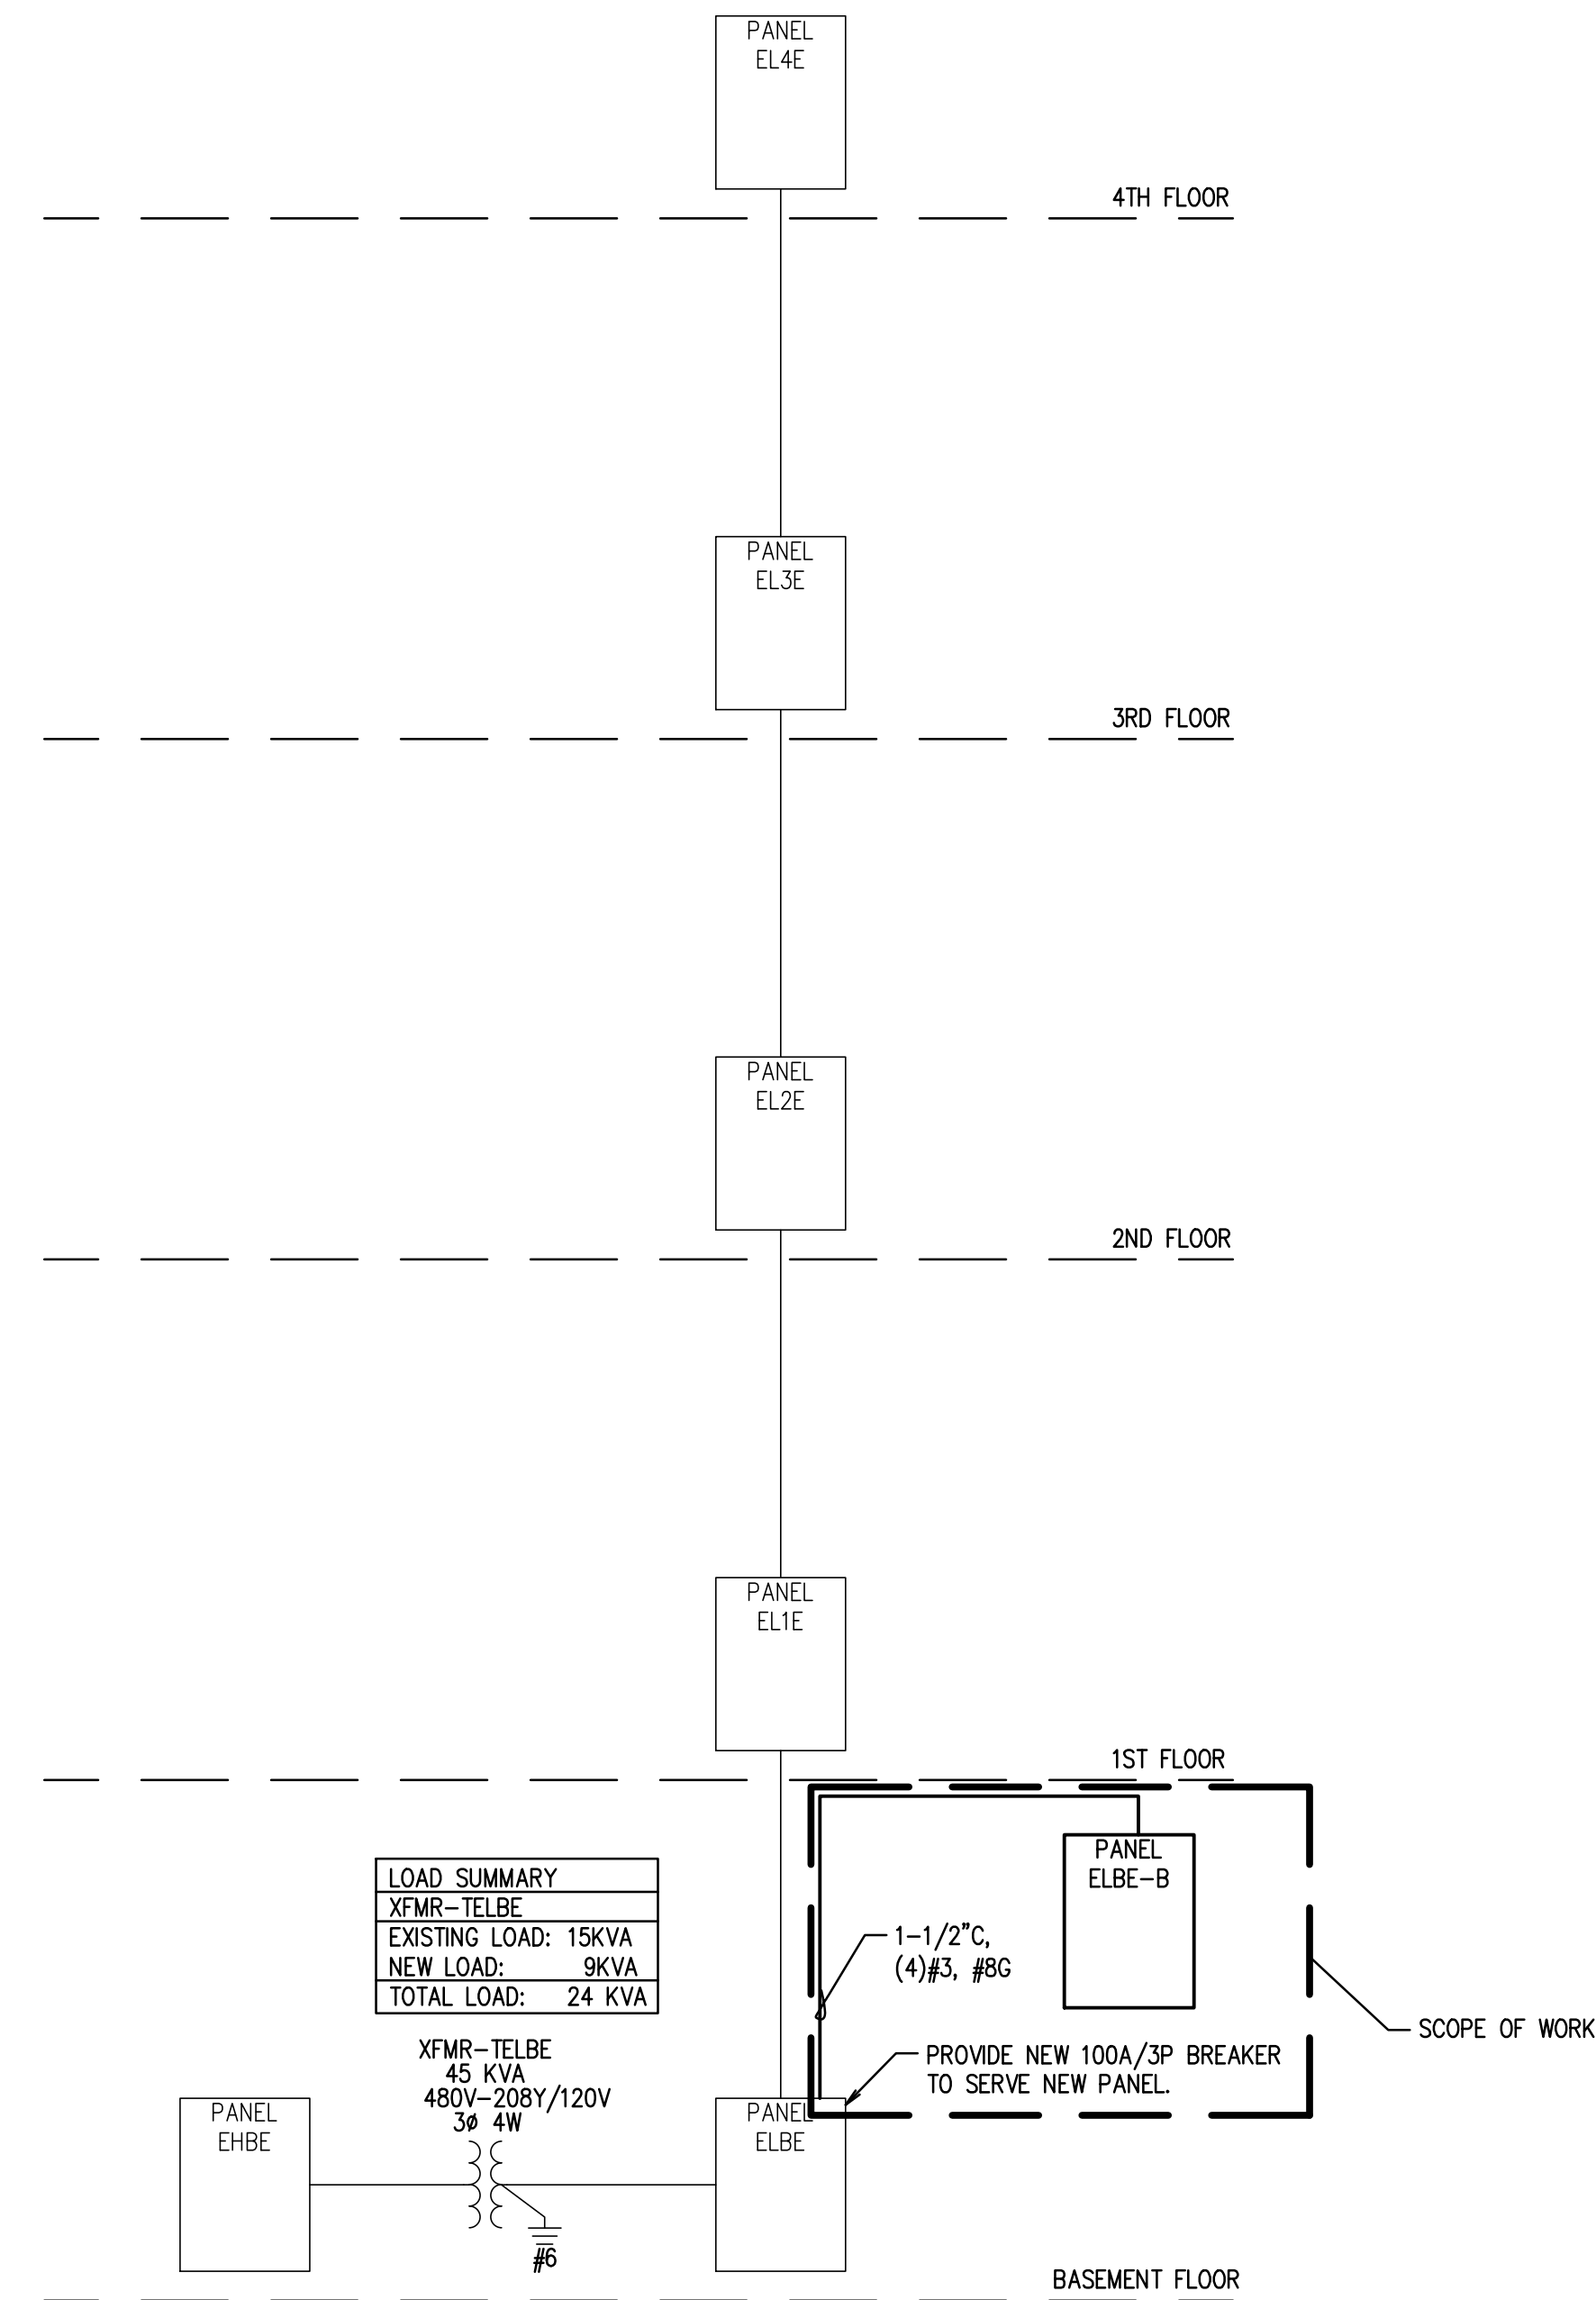 PANEL
EL4E
4TH FLOOR
PANEL
EL3E
3RD FLOOR
PANEL
EL2E
2ND FLOOR
PANEL
EL1E
1ST FLOOR
PANEL
ELBE-B
LOAD SUMMARY
XFMR-TELBE
EXISTING LOAD: 15KVA
NEW LOAD: 9KVA
TOTAL LOAD: 24 KVA
1-1/2"C,
(4)#3, #8G
SCOPE OF WORK
PROVIDE NEW 100A/3P BREAKER
TO SERVE NEW PANEL.
XFMR-TELBE
45 KVA
480V-208Y/120V
3ø 4W
PANEL
EHBE
PANEL
ELBE
#6
BASEMENT FLOOR